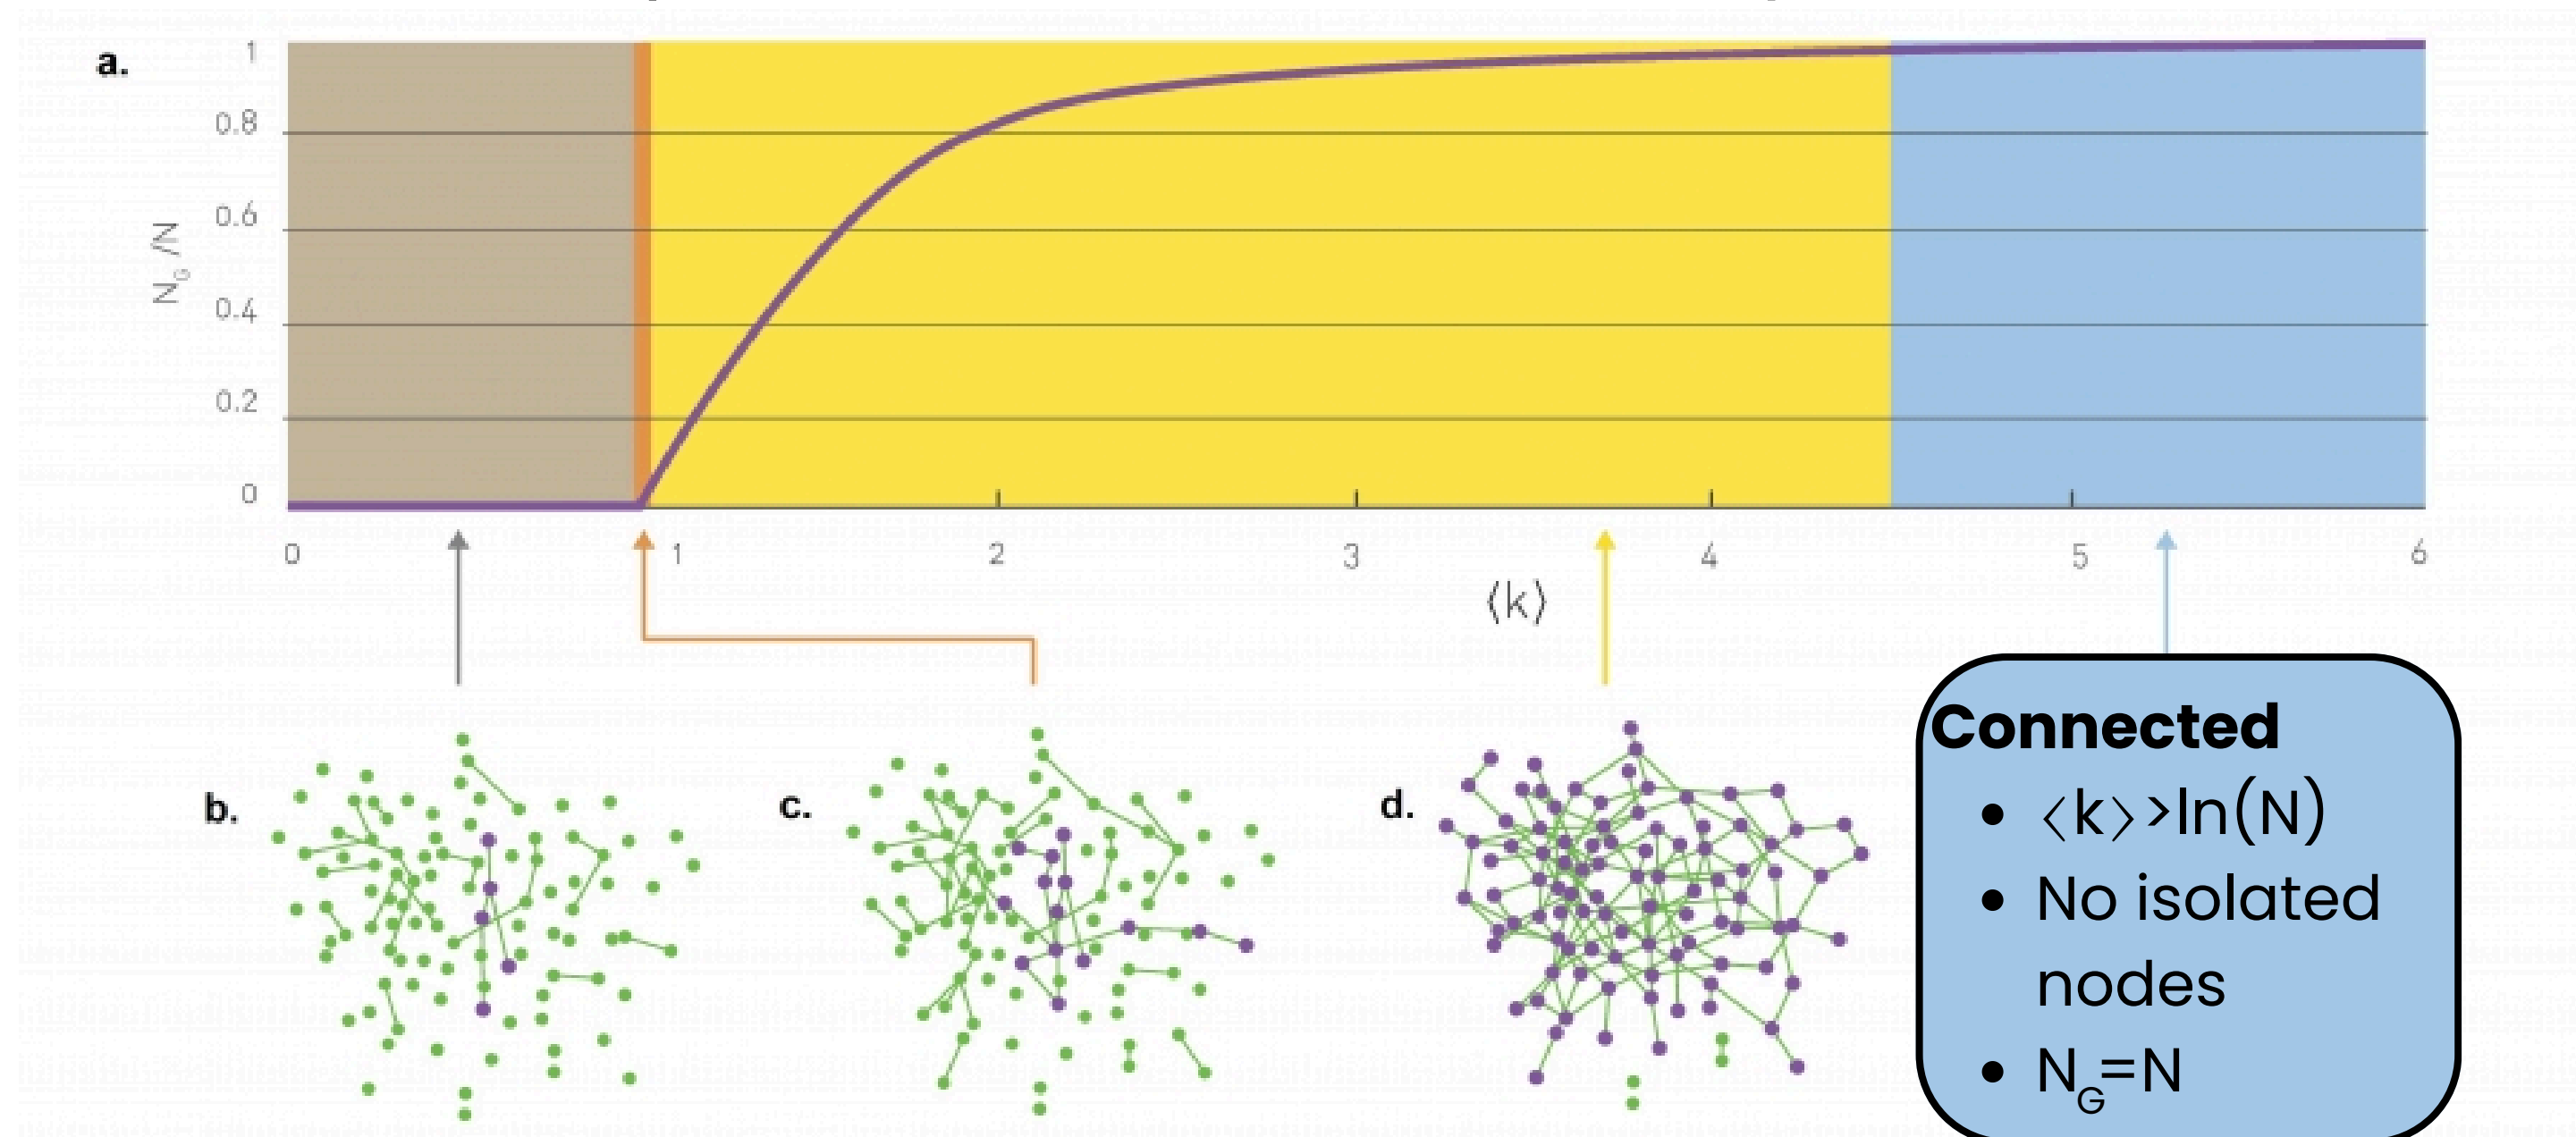 a.
1
0.8
0.6
0.4
0.2
0
N_G /N
0 1 2 3 4 5 6
⟨k⟩
b.
c.
d.
Connected
• ⟨k⟩>ln(N)
• No isolated
nodes
• N_G=N